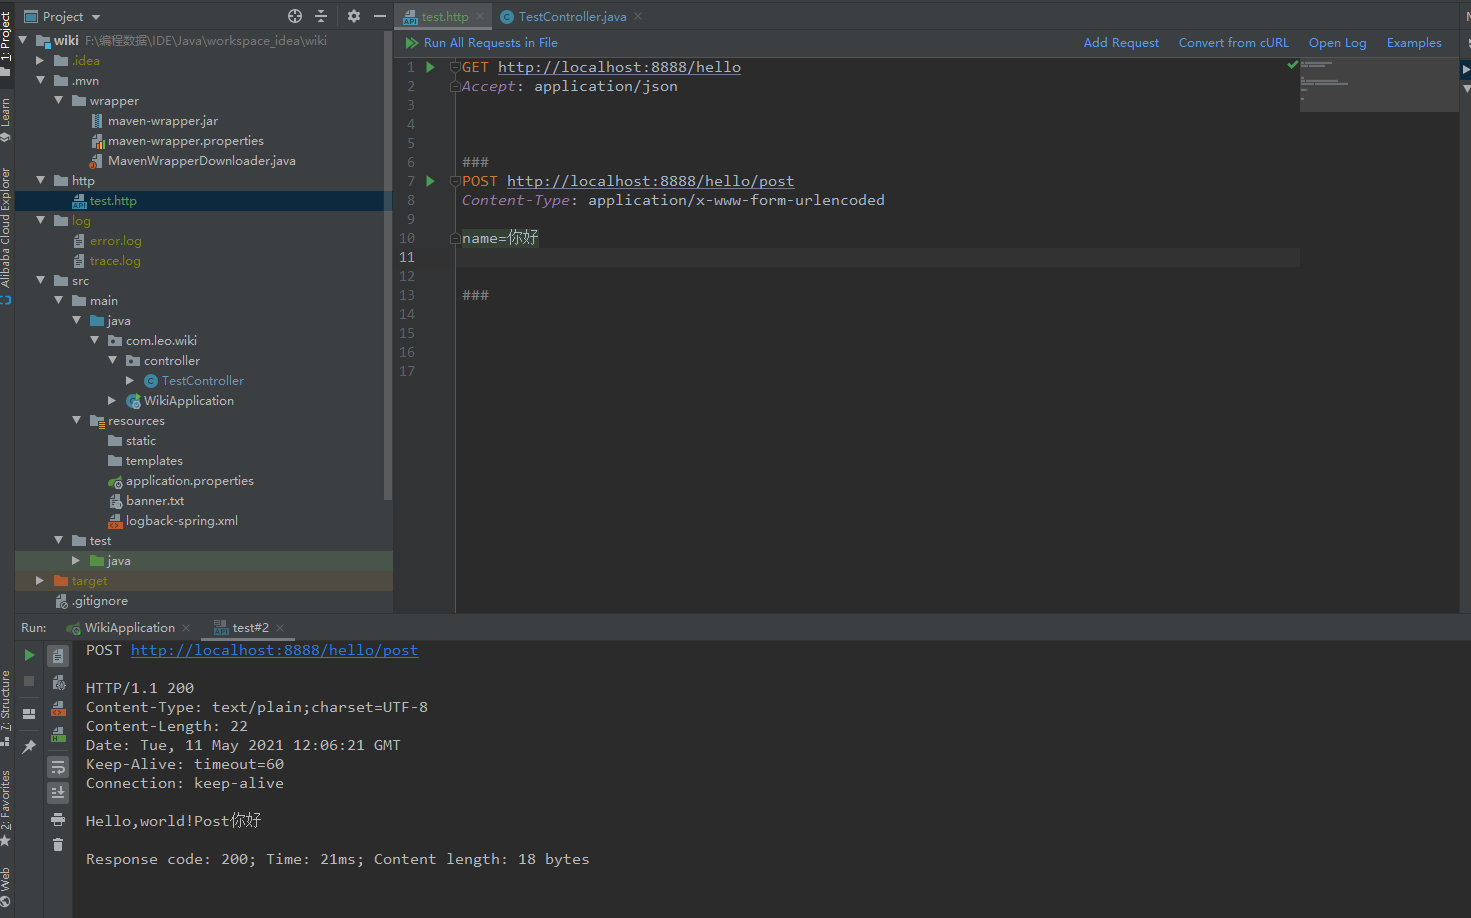 Project
test.http
TestController.java
wiki F:\编程数据\IDE\Java\workspace_idea\wiki
Run All Requests in File
Add Request
Convert from cURL
Open Log
Examples
.idea
.mvn
wrapper
maven-wrapper.jar
maven-wrapper.properties
MavenWrapperDownloader.java
http
test.http
log
error.log
trace.log
src
main
java
com.leo.wiki
controller
TestController
WikiApplication
resources
static
templates
application.properties
banner.txt
logback-spring.xml
test
java
target
.gitignore
1: Project
Learn
Alibaba Cloud Explorer
7: Structure
2: Favorites
Web
1 GET http://localhost:8888/hello
2 Accept: application/json
3
4
5
6 ###
7 POST http://localhost:8888/hello/post
8 Content-Type: application/x-www-form-urlencoded
9
10 name=你好
11
12
13 ###
14
15
16
17
Run:
WikiApplication
test#2
POST http://localhost:8888/hello/post
HTTP/1.1 200
Content-Type: text/plain;charset=UTF-8
Content-Length: 22
Date: Tue, 11 May 2021 12:06:21 GMT
Keep-Alive: timeout=60
Connection: keep-alive
Hello,world!Post你好
Response code: 200; Time: 21ms; Content length: 18 bytes